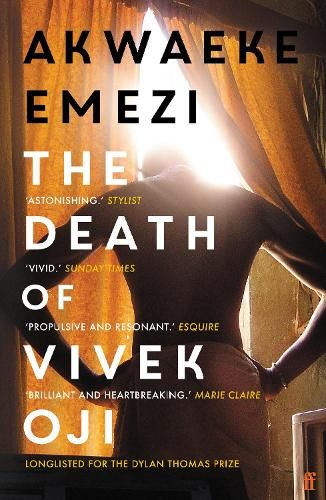 AKWAEKE
EMEZI
THE
‘ASTONISHING.’ STYLIST
DEATH
‘VIVID.’ SUNDAY TIMES
OF
‘PROPULSIVE AND RESONANT.’ ESQUIRE
VIVEK
‘BRILLIANT AND HEARTBREAKING.’ MARIE CLAIRE
OJI
LONGLISTED FOR THE DYLAN THOMAS PRIZE
ff